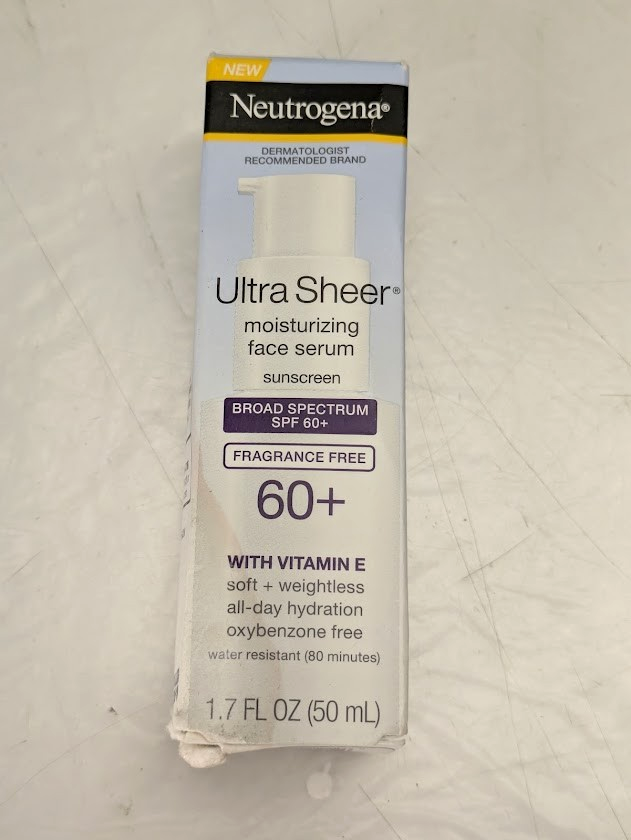 NEW
Neutrogena®
DERMATOLOGIST
RECOMMENDED BRAND
Ultra Sheer®
moisturizing
face serum
sunscreen
BROAD SPECTRUM
SPF 60+
FRAGRANCE FREE
60+
WITH VITAMIN E
soft + weightless
all-day hydration
oxybenzone free
water resistant (80 minutes)
1.7 FL OZ (50 mL)